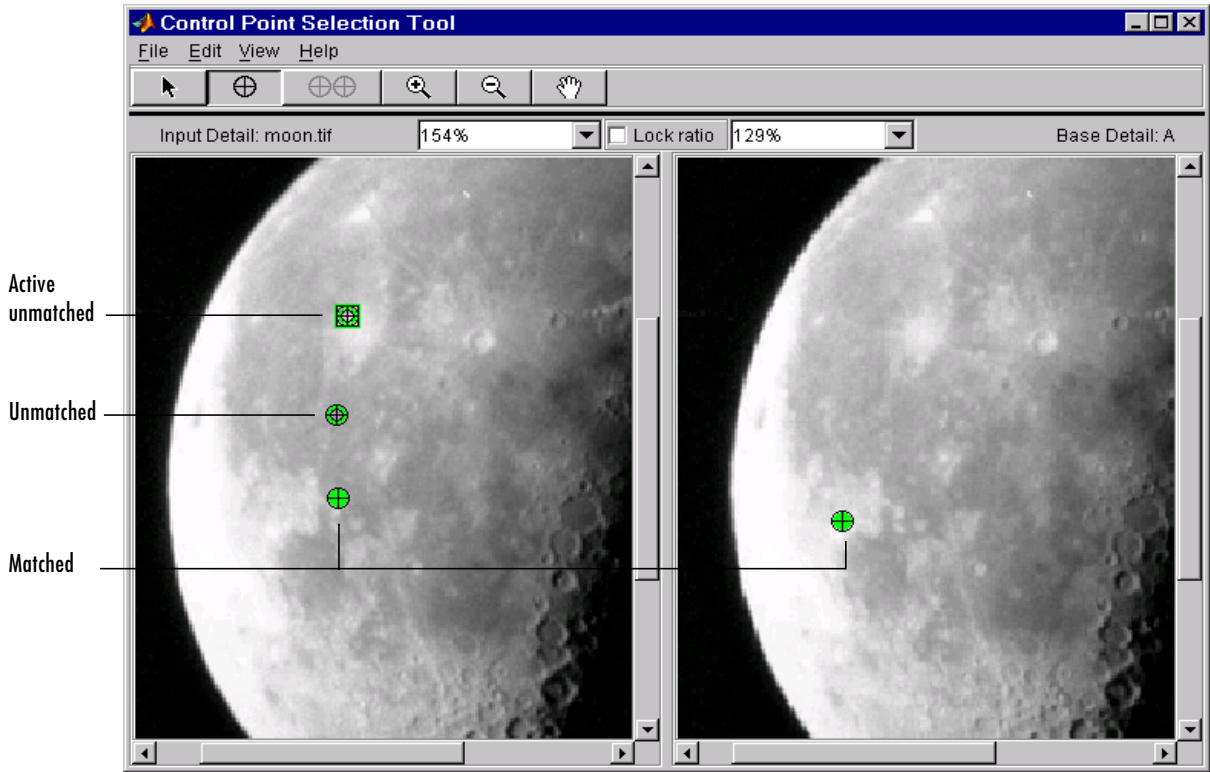 Control Point Selection Tool
File Edit View Help
Input Detail: moon.tif 154% Lock ratio 129% Base Detail: A
Active
unmatched
Unmatched
Matched